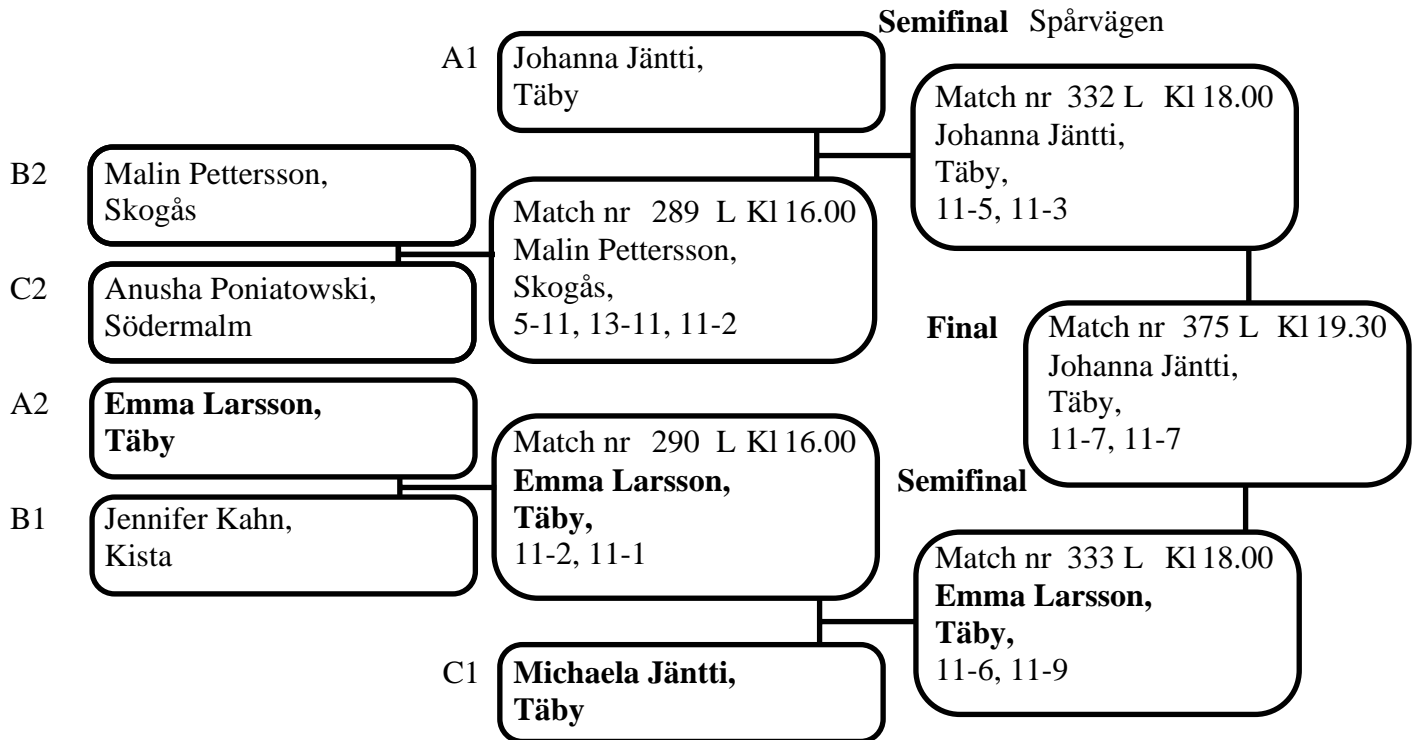 Semifinal Spårvägen
A1 Johanna Jäntti,
Täby
Match nr 332 L Kl 18.00
Johanna Jäntti,
Täby,
11-5, 11-3
B2 Malin Pettersson,
Skogås
Match nr 289 L Kl 16.00
Malin Pettersson,
Skogås,
5-11, 13-11, 11-2
C2 Anusha Poniatowski,
Södermalm
Final
Match nr 375 L Kl 19.30
Johanna Jäntti,
Täby,
11-7, 11-7
A2 Emma Larsson,
Täby
Match nr 290 L Kl 16.00
Emma Larsson,
Täby,
11-2, 11-1
Semifinal
B1 Jennifer Kahn,
Kista
Match nr 333 L Kl 18.00
Emma Larsson,
Täby,
11-6, 11-9
C1 Michaela Jäntti,
Täby